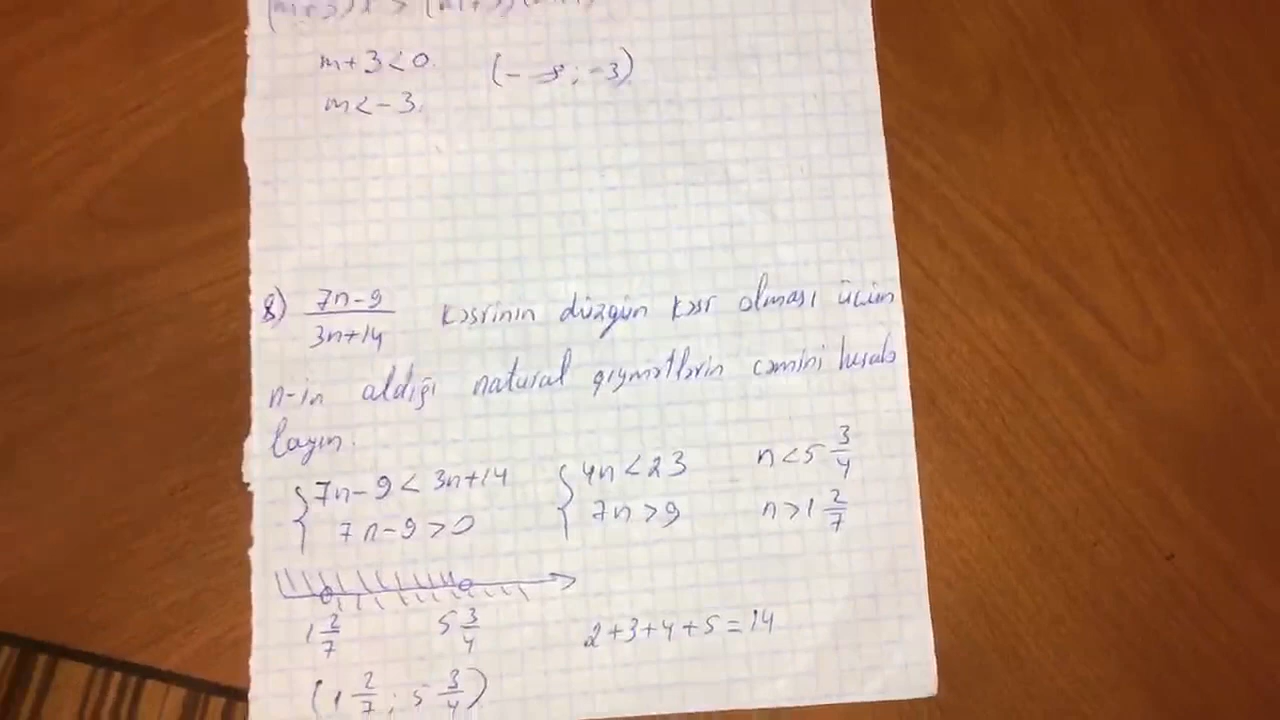 m+3<0 (-∞; -3)
m<-3.
8) 7n-9/3n+14 kəsrinin düzgün kəsr olması üçün
n-in aldığı natural qiymətlərin cəmini hesab
layın.
{7n-9<3n+14 {4n<23 n<5 3/4
7n-9>0 7n>9 n>1 2/7
1 2/7 5 3/4 2+3+4+5=14
(1 2/7; 5 3/4)